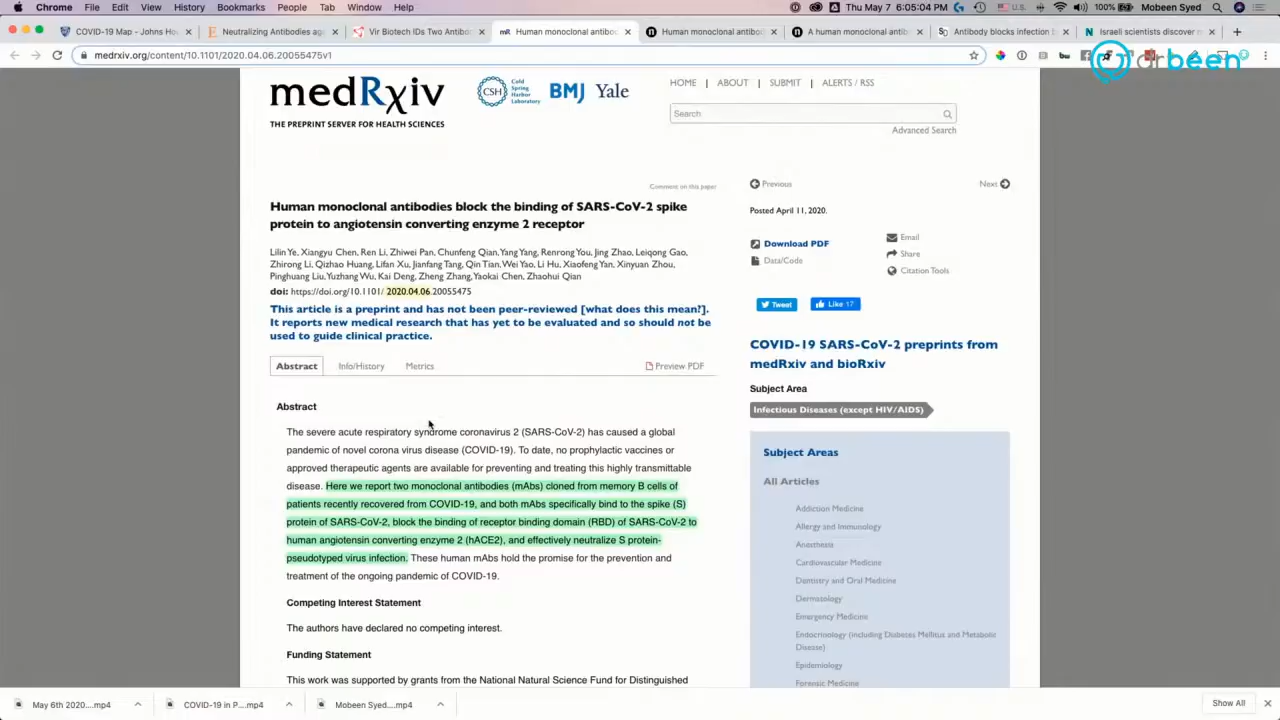 Chrome File Edit View History Bookmarks People Tab Window Help 100% Thu May 7 6:05:04 PM Mobeen Syed
COVID-19 Map - Johns Ho Neutralizing Antibodies ag Vir Biotech IDs Two Antibo Human monoclonal antibod Human monoclonal antibod A human monoclonal antib Antibody blocks infection b Israeli scientists discover m
medrxiv.org/content/10.1101/2020.04.06.20055475v1
drbeen
medRxiv
THE PREPRINT SERVER FOR HEALTH SCIENCES
CSH Cold Spring Harbor Laboratory BMJ Yale
HOME | ABOUT | SUBMIT | ALERTS / RSS
Search
Advanced Search
Comment on this paper
Previous Next
Human monoclonal antibodies block the binding of SARS-CoV-2 spike
protein to angiotensin converting enzyme 2 receptor
Lilin Ye, Xiangyu Chen, Ren Li, Zhiwei Pan, Chunfeng Qian, Yang Yang, Renrong You, Jing Zhao, Leiqong Gao,
Zhirong Li, Qizhao Huang, Lifan Xu, Jianfang Tang, Qin Tian, Wei Yao, Li Hu, Xiaofeng Yan, Xinyuan Zhou,
Pinghuang Liu, Yuzhang Wu, Kai Deng, Zheng Zhang, Yaokai Chen, Zhaohui Qian
doi: https://doi.org/10.1101/2020.04.06.20055475
This article is a preprint and has not been peer-reviewed [what does this mean?].
It reports new medical research that has yet to be evaluated and so should not be
used to guide clinical practice.
Abstract Info/History Metrics Preview PDF
Abstract
The severe acute respiratory syndrome coronavirus 2 (SARS-CoV-2) has caused a global
pandemic of novel corona virus disease (COVID-19). To date, no prophylactic vaccines or
approved therapeutic agents are available for preventing and treating this highly transmittable
disease. Here we report two monoclonal antibodies (mAbs) cloned from memory B cells of
patients recently recovered from COVID-19, and both mAbs specifically bind to the spike (S)
protein of SARS-CoV-2, block the binding of receptor binding domain (RBD) of SARS-CoV-2 to
human angiotensin converting enzyme 2 (hACE2), and effectively neutralize S protein-
pseudotyped virus infection. These human mAbs hold the promise for the prevention and
treatment of the ongoing pandemic of COVID-19.
Competing Interest Statement
The authors have declared no competing interest.
Funding Statement
This work was supported by grants from the National Natural Science Fund for Distinguished
Posted April 11, 2020.
Download PDF
Data/Code
Email
Share
Citation Tools
Tweet Like 17
COVID-19 SARS-CoV-2 preprints from
medRxiv and bioRxiv
Subject Area
Infectious Diseases (except HIV/AIDS)
Subject Areas
All Articles
Addiction Medicine
Allergy and Immunology
Anesthesia
Cardiovascular Medicine
Dentistry and Oral Medicine
Dermatology
Emergency Medicine
Endocrinology (including Diabetes Mellitus and Metabolic
Disease)
Epidemiology
Forensic Medicine
May 6th 2020....mp4 COVID-19 in P....mp4 Mobeen Syed....mp4 Show All